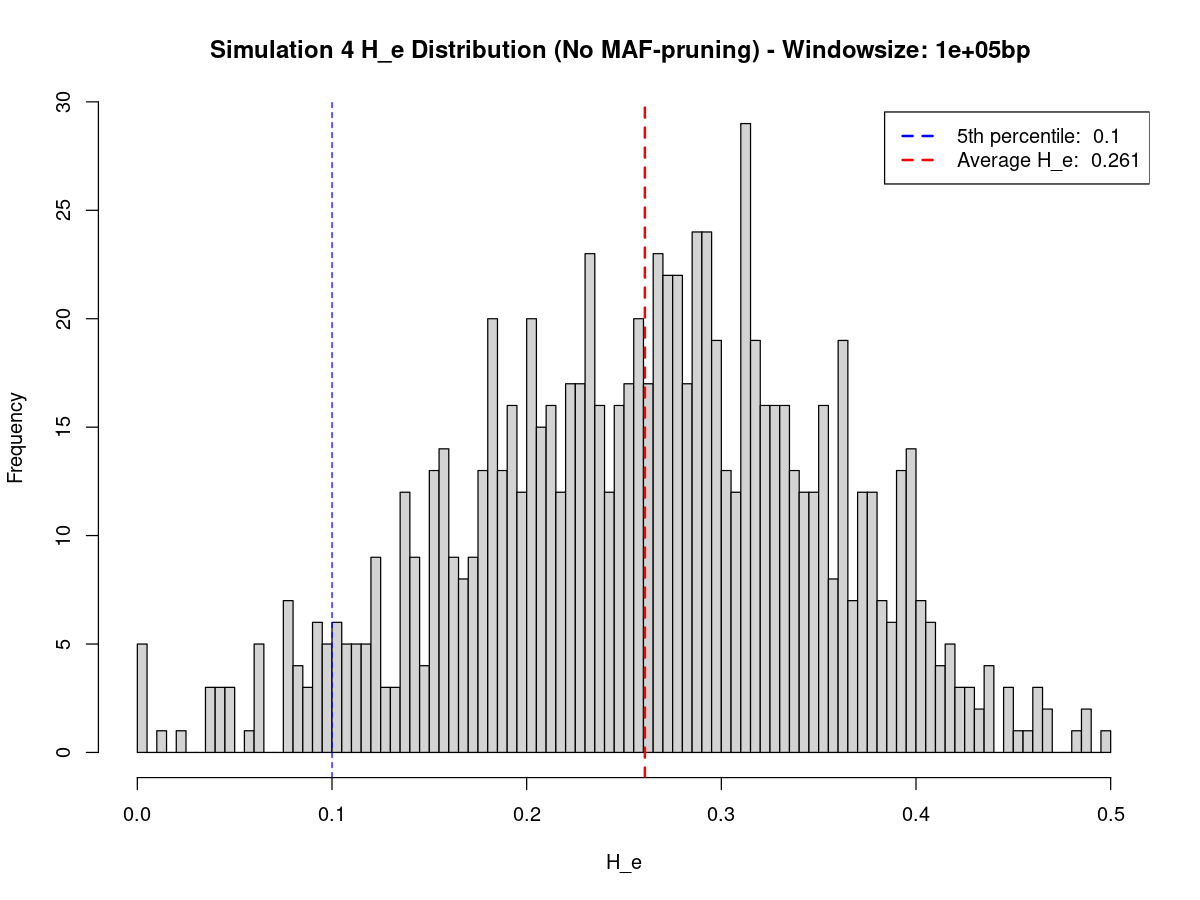 Simulation 4 H_e Distribution (No MAF-pruning) - Windowsize: 1e+05bp
5th percentile:  0.1
Average H_e:  0.261
Frequency
30
25
20
15
10
5
0
0.0 0.1 0.2 0.3 0.4 0.5
H_e